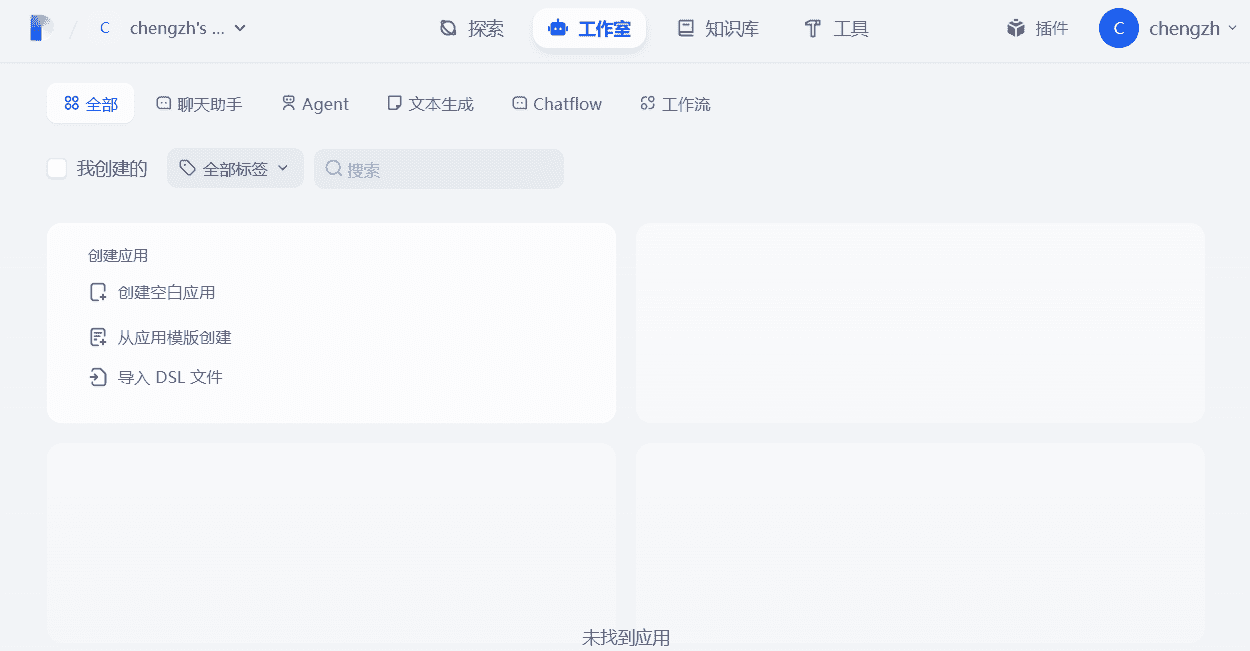 C chengzh's ... 探索 工作室 知识库 工具 插件 C chengzh
全部 聊天助手 Agent 文本生成 Chatflow 工作流
我创建的 全部标签 搜索
创建应用
创建空白应用
从应用模版创建
导入 DSL 文件
未找到应用